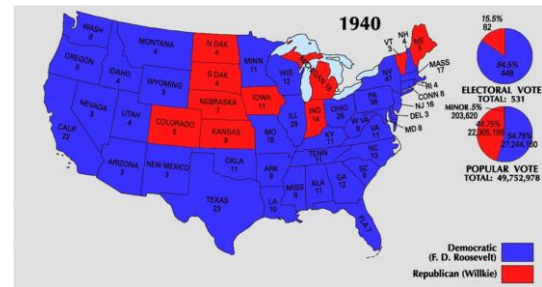 1940
WASH
8
OREGON
5
CALIF
22
NEVADA
3
IDAHO
4
MONTANA
4
WYOMING
3
UTAH
4
ARIZONA
3
COLORADO
6
NEW MEXICO
3
N DAK
4
S DAK
4
NEBRASKA
7
KANSAS
9
OKLA
11
TEXAS
23
MINN
11
IOWA
11
MO
15
ARK
9
LA
10
WIS
12
ILL
29
MICHIGAN 19
IND
14
OHIO
26
KY
11
TENN
11
MISS
9
ALA
11
GA
12
FLA 7
SC
8
NC
13
VA
11
W VA
8
PA
36
NY
47
VT
3
NH
4
ME
5
MASS
17
RI 4
CONN 8
NJ 16
DEL 3
MD 8
15.5%
82
84.5%
449
ELECTORAL VOTE
TOTAL: 531
MINOR .5%
203,620
44.75%
22,305,198
54.75%
27,244,160
POPULAR VOTE
TOTAL: 49,752,978
Democratic
(F. D. Roosevelt)
Republican (Willkie)